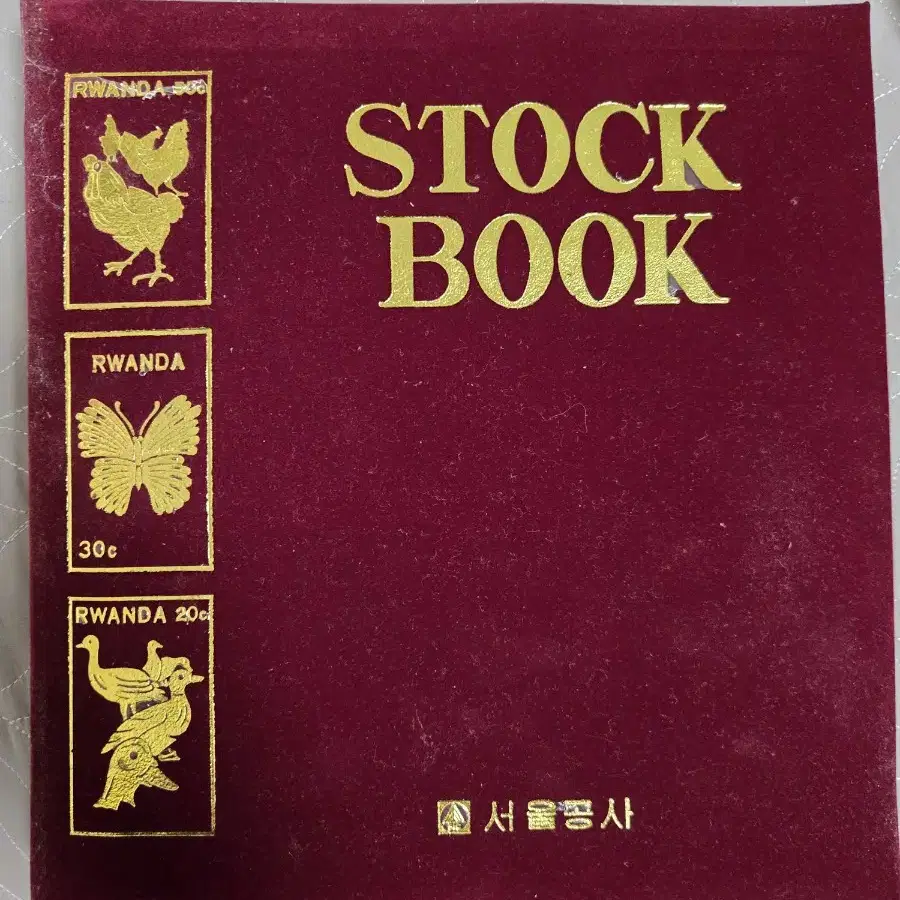 STOCK
BOOK
RWANDA
RWANDA
30c
RWANDA 20c
서울공사